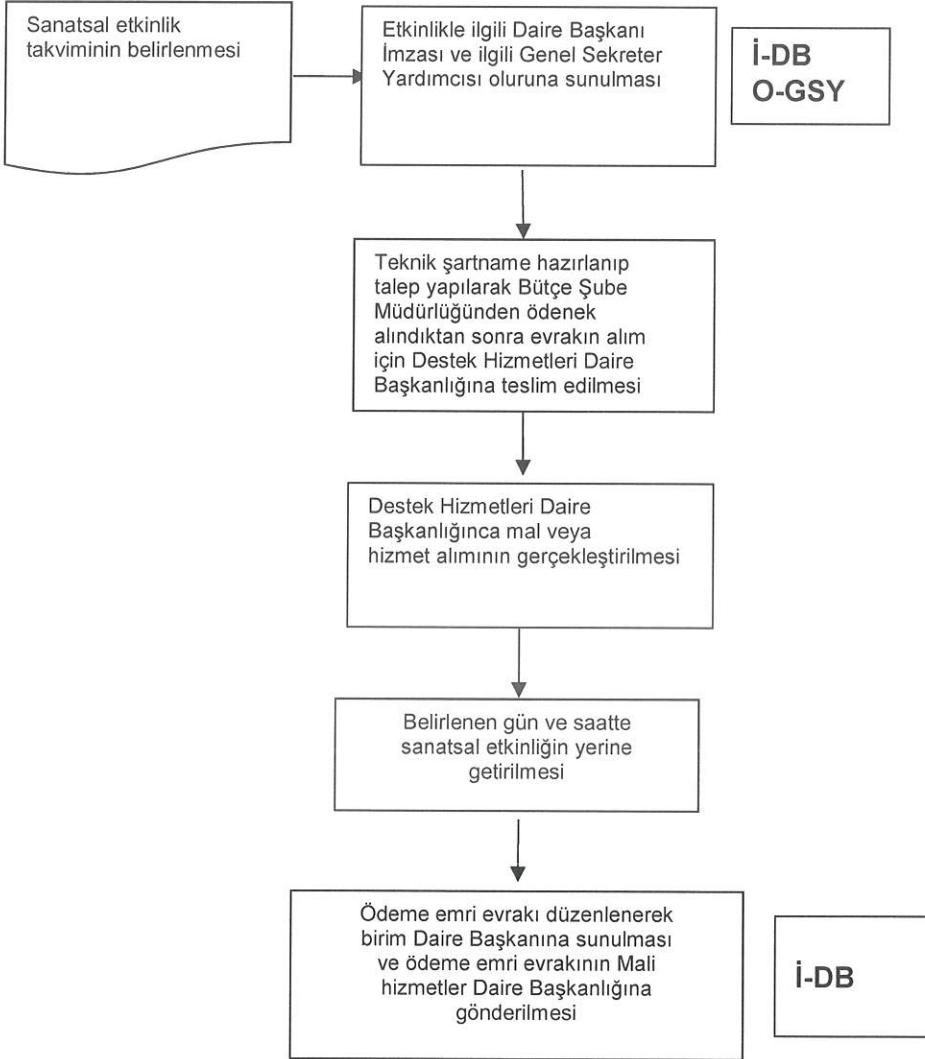 Sanatsal etkinlik
takviminin belirlenmesi
Etkinlikle ilgili Daire Başkanı
İmzası ve ilgili Genel Sekreter
Yardımcısı oluruna sunulması
İ-DB
O-GSY
Teknik şartname hazırlanıp
talep yapılarak Bütçe Şube
Müdürlüğünden ödenek
alındıktan sonra evrakın alım
için Destek Hizmetleri Daire
Başkanlığına teslim edilmesi
Destek Hizmetleri Daire
Başkanlığınca mal veya
hizmet alımının gerçekleştirilmesi
Belirlenen gün ve saatte
sanatsal etkinliğin yerine
getirilmesi
Ödeme emri evrakı düzenlenerek
birim Daire Başkanına sunulması
ve ödeme emri evrakının Mali
hizmetler Daire Başkanlığına
gönderilmesi
İ-DB